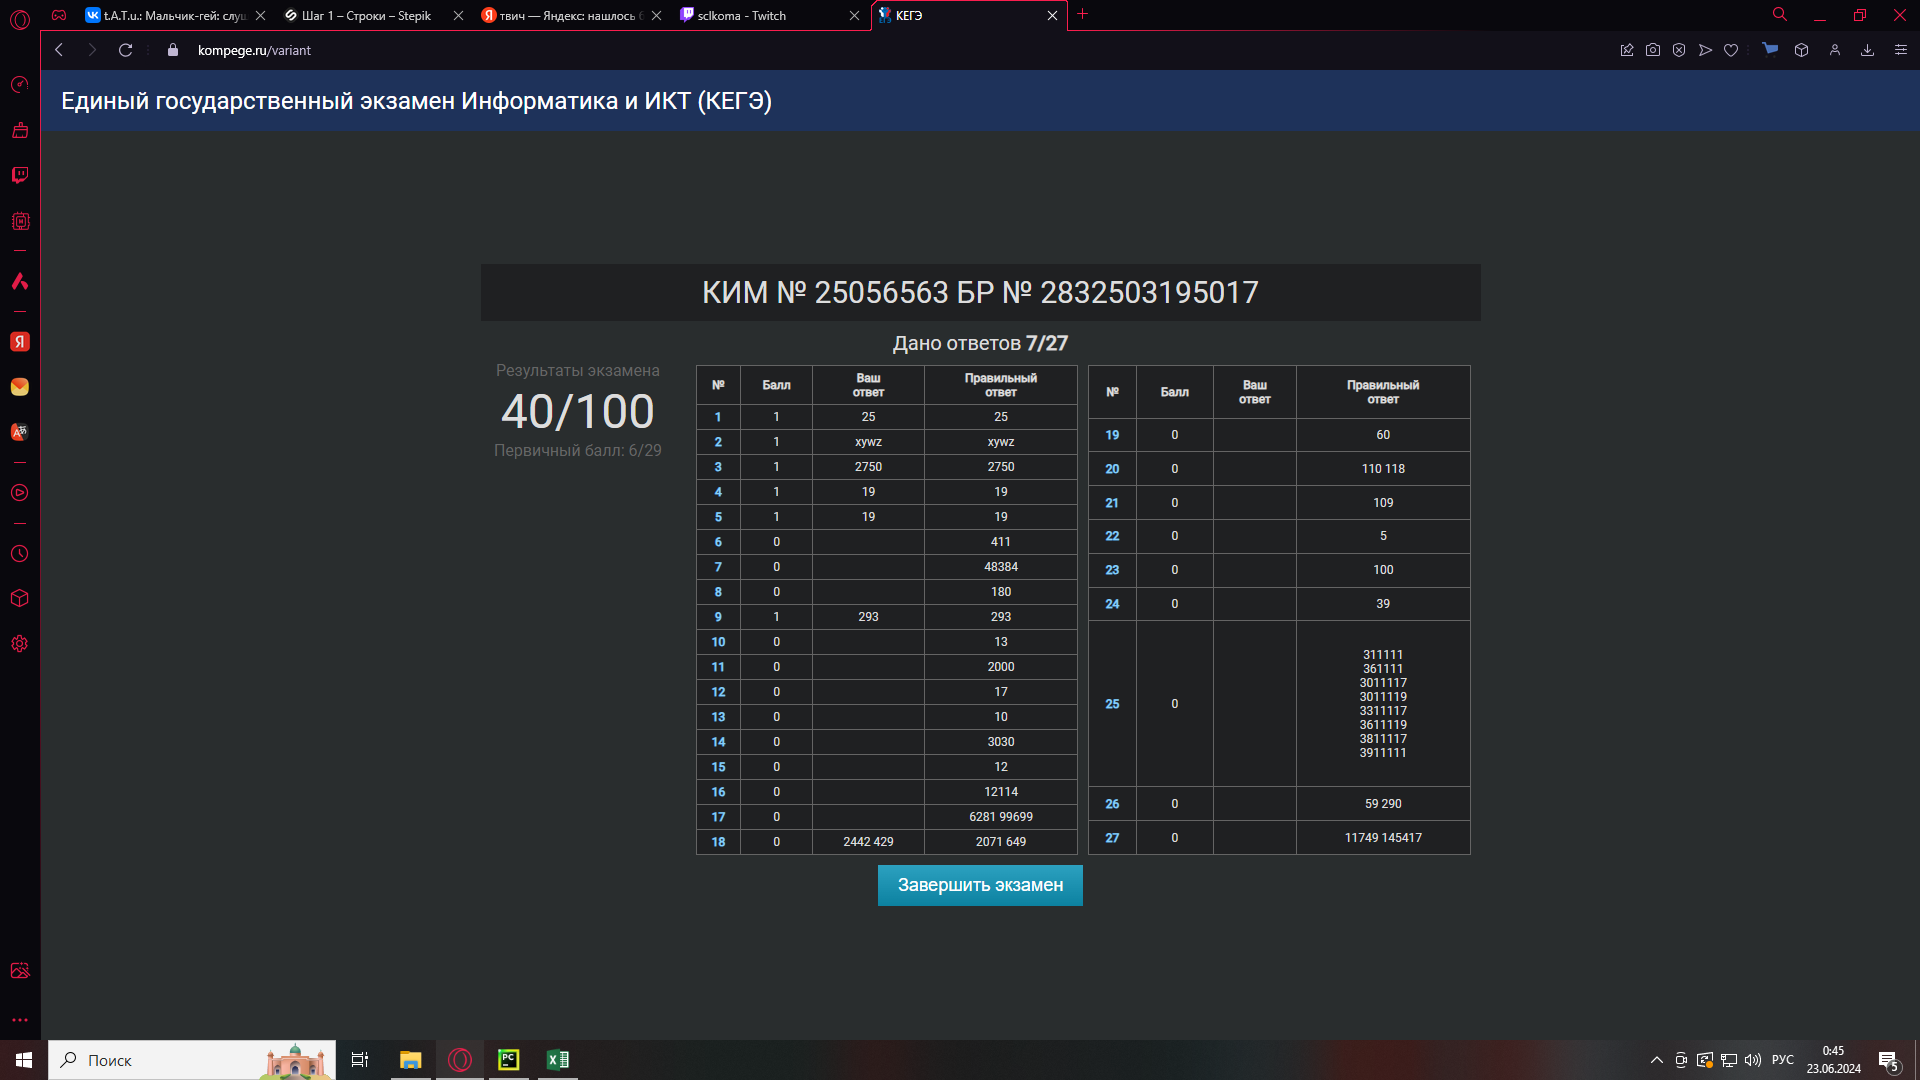 t.A.T.u.: Мальчик-гей: слуш
Шаг 1 – Строки – Stepik
Я твич — Яндекс: нашлось
sclkoma - Twitch
КЕГЭ
kompege.ru/variant
Единый государственный экзамен Информатика и ИКТ (КЕГЭ)
КИМ № 25056563 БР № 2832503195017
Дано ответов 7/27
Результаты экзамена
40/100
Первичный балл: 6/29
№ Балл Ваш ответ Правильный ответ
1 1 25 25
2 1 xywz xywz
3 1 2750 2750
4 1 19 19
5 1 19 19
6 0 411
7 0 48384
8 0 180
9 1 293 293
10 0 13
11 0 2000
12 0 17
13 0 10
14 0 3030
15 0 12
16 0 12114
17 0 6281 99699
18 0 2442 429 2071 649
№ Балл Ваш ответ Правильный ответ
19 0 60
20 0 110 118
21 0 109
22 0 5
23 0 100
24 0 39
25 0 311111
361111
3011117
3011119
3311117
3611119
3811117
3911111
26 0 59 290
27 0 11749 145417
Завершить экзамен
Поиск
РУС
0:45
23.06.2024
5